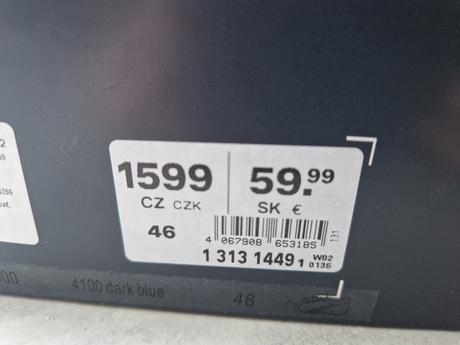 1599 59.99
CZ CZK SK €
46
4 067908 653185 131
1 313 1449 1 W02 0136
4100 dark blue 46